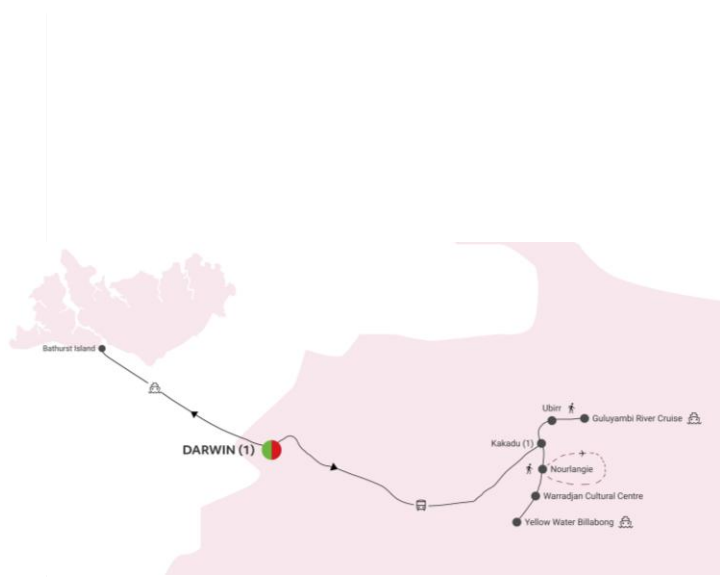 Bathurst Island
DARWIN (1)
Ubirr
Guluyambi River Cruise
Kakadu (1)
Nourlangie
Warradjan Cultural Centre
Yellow Water Billabong